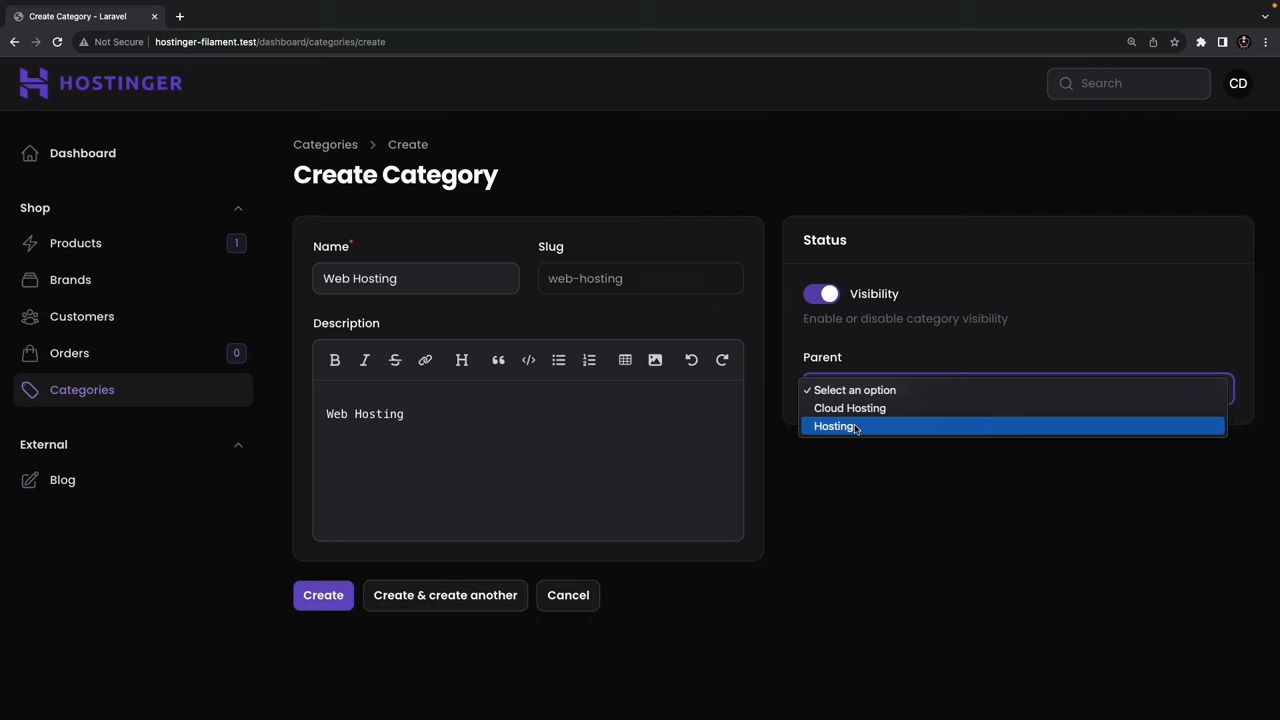 Create Category - Laravel
Not Secure
hostinger-filament.test/dashboard/categories/create
HOSTINGER
Search
CD
Dashboard
Shop
Products 1
Brands
Customers
Orders 0
Categories
External
Blog
Categories > Create
Create Category
Name* Slug
Web Hosting web-hosting
Description
Web Hosting
Create
Create & create another
Cancel
Status
Visibility
Enable or disable category visibility
Parent
✓ Select an option
Cloud Hosting
Hosting